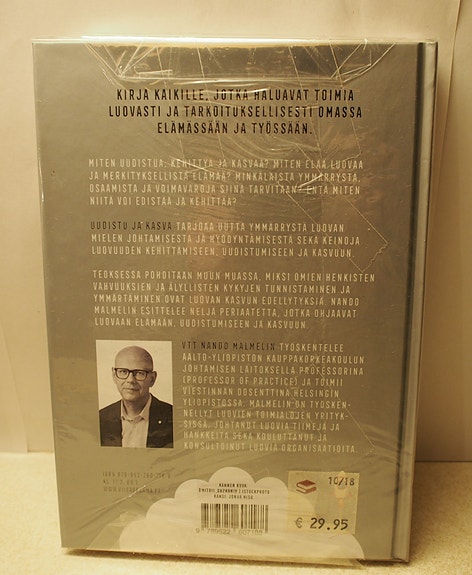 KIRJA KAIKILLE, JOTKA HALUAVAT TOIMIA
LUOVASTI JA TARKOITUKSELLISESTI OMASSA
ELÄMÄSSÄÄN JA TYÖSSÄÄN.
MITEN UUDISTUA, KEHITTYÄ JA KASVAA? MITEN ELÄÄ LUOVAA
JA MERKITYKSELLISTÄ ELÄMÄÄ? MINKÄLAISTA YMMÄRRYSTÄ,
OSAAMISTA JA VOIMAVAROJA SIINÄ TARVITAAN? ENTÄ MITEN
NIITÄ VOI EDISTÄÄ JA KEHITTÄÄ?
UUDISTU JA KASVA TARJOAA UUTTA YMMÄRRYSTÄ LUOVAN
MIELEN JOHTAMISESTA JA HYÖDYNTÄMISESTÄ SEKÄ KEINOJA
LUOVUUDEN KEHITTÄMISEEN, UUDISTUMISEEN JA KASVUUN.
TEOKSESSA POHDITAAN MUUN MUASSA, MIKSI OMIEN HENKISTEN
VAHVUUKSIEN JA ÄLYLLISTEN KYKYJEN TUNNISTAMINEN JA
YMMÄRTÄMINEN OVAT LUOVAN KASVUN EDELLYTYKSIÄ. NANDO
MALMELIN ESITTELEE NELJÄ PERIAATETTA, JOTKA OHJAAVAT
LUOVAAN ELÄMÄÄN, UUDISTUMISEEN JA KASVUUN.
VTT NANDO MALMELIN TYÖSKENTELEE
AALTO-YLIOPISTON KAUPPAKORKEAKOULUN
JOHTAMISEN LAITOKSELLA PROFESSORINA
(PROFESSOR OF PRACTICE) JA TOIMII
VIESTINNÄN DOSENTTINA HELSINGIN
YLIOPISTOSSA. MALMELIN ON TYÖSKEN-
NELLYT LUOVIEN TOIMIALOJEN YRITYK-
SISSÄ, JOHTANUT LUOVIA TIIMEJÄ JA
HANKKEITA SEKÄ KOULUTTANUT JA
KONSULTOINUT LUOVIA ORGANISAATIOITA.
KANNEN KUVA:
KANSI:
10/18
€ 29.95